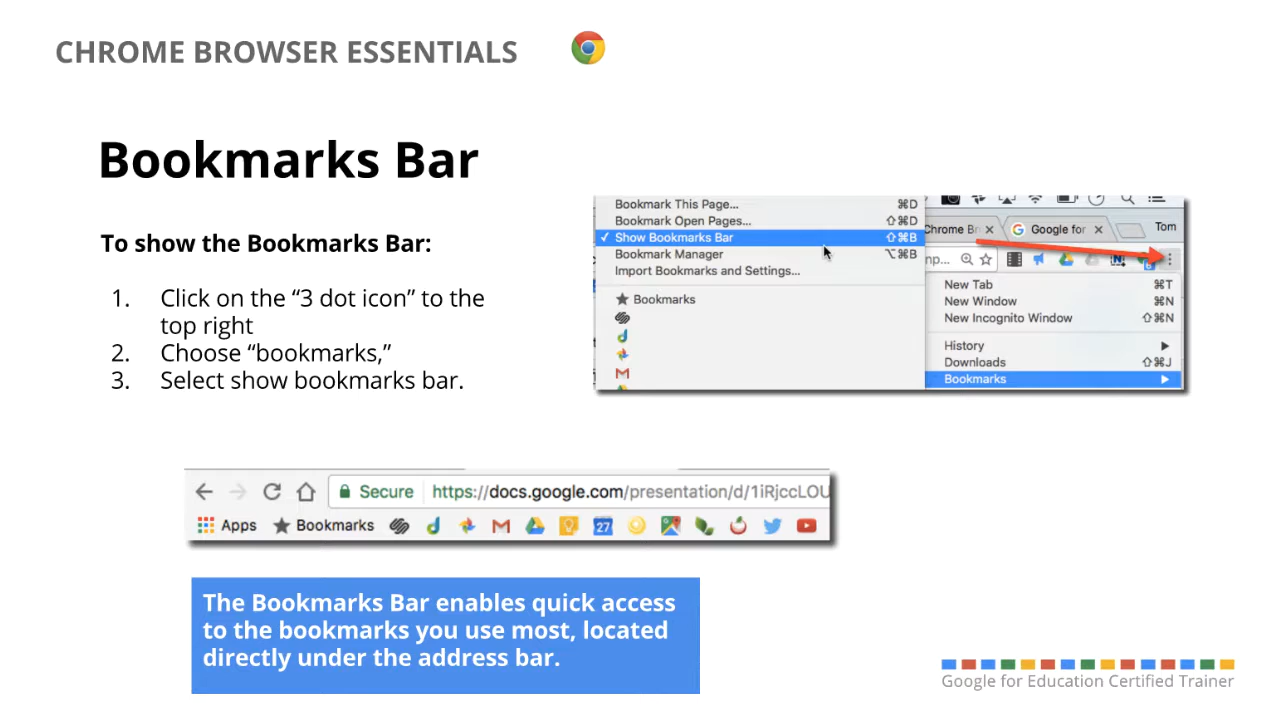 CHROME BROWSER ESSENTIALS
Bookmarks Bar
To show the Bookmarks Bar:
1. Click on the “3 dot icon” to the
top right
2. Choose “bookmarks,”
3. Select show bookmarks bar.
Bookmark This Page... ⌘D
Bookmark Open Pages... ⇧⌘D
✓ Show Bookmarks Bar ⇧⌘B
Bookmark Manager ⌥⌘B
Import Bookmarks and Settings...
Bookmarks
Chrome Br
Google for
Tom
New Tab ⌘T
New Window ⌘N
New Incognito Window ⇧⌘N
History
Downloads ⇧⌘J
Bookmarks
Secure https://docs.google.com/presentation/d/1iRjccLOU
Apps Bookmarks 27
The Bookmarks Bar enables quick access
to the bookmarks you use most, located
directly under the address bar.
Google for Education Certified Trainer